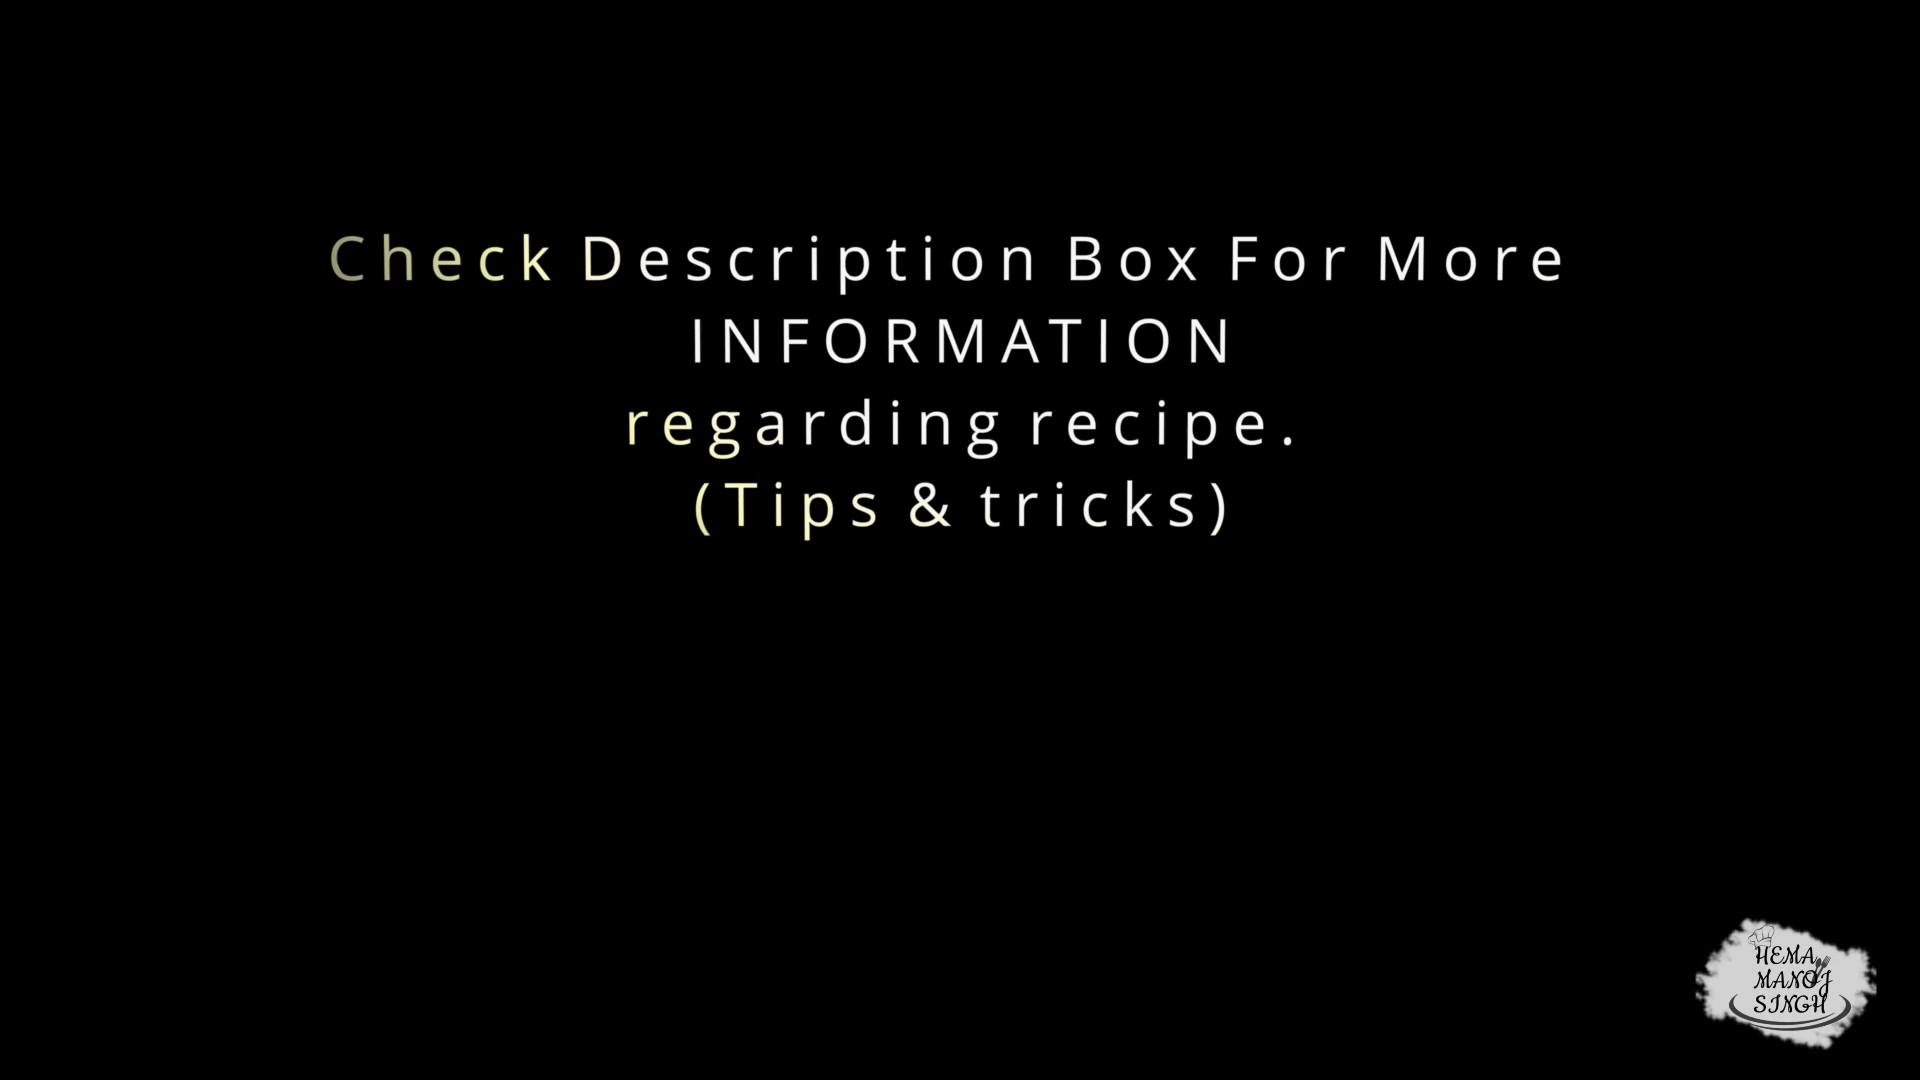 Check Description Box For More
INFORMATION
regarding recipe.
(Tips & tricks)
HEMA
MANOJ
SINGH